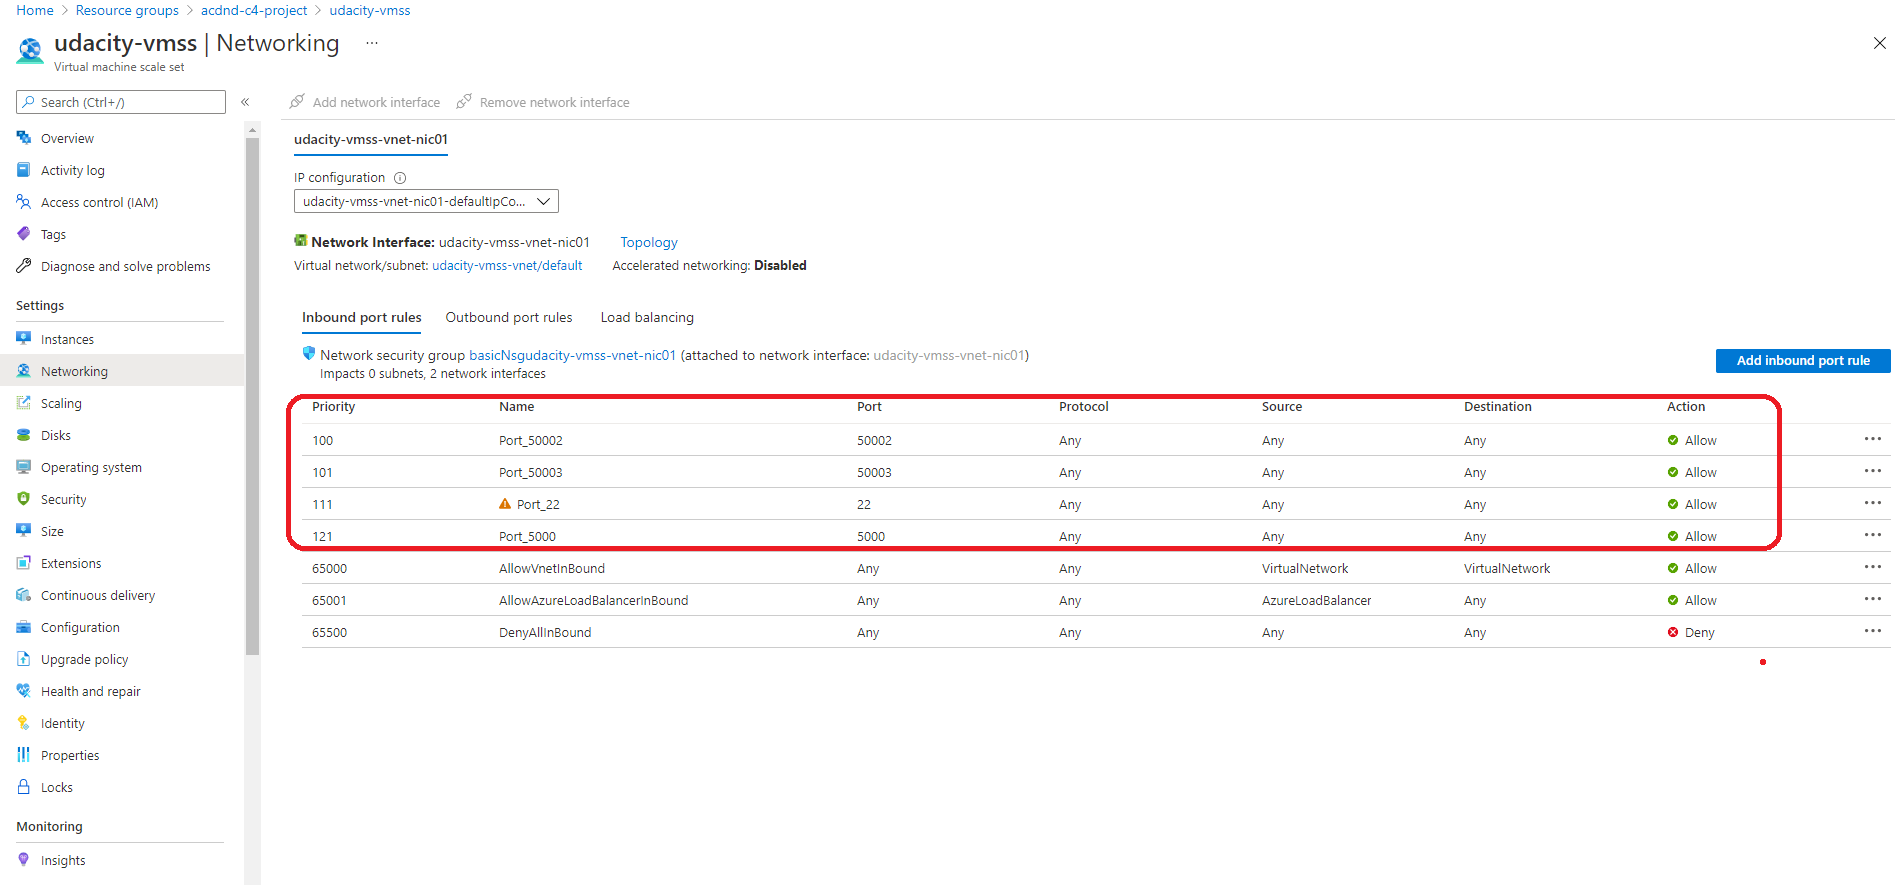 Home > Resource groups > acdnd-c4-project > udacity-vmss
udacity-vmss | Networking ...
Virtual machine scale set
Search (Ctrl+/)
«
Overview
Activity log
Access control (IAM)
Tags
Diagnose and solve problems
Settings
Instances
Networking
Scaling
Disks
Operating system
Security
Size
Extensions
Continuous delivery
Configuration
Upgrade policy
Health and repair
Identity
Properties
Locks
Monitoring
Insights
Add network interface Remove network interface
udacity-vmss-vnet-nic01
IP configuration
udacity-vmss-vnet-nic01-defaultIpCo...
Network Interface: udacity-vmss-vnet-nic01 Topology
Virtual network/subnet: udacity-vmss-vnet/default Accelerated networking: Disabled
Inbound port rules Outbound port rules Load balancing
Network security group basicNsgudacity-vmss-vnet-nic01 (attached to network interface: udacity-vmss-vnet-nic01)
Impacts 0 subnets, 2 network interfaces
Add inbound port rule
Priority Name Port Protocol Source Destination Action
100 Port_50002 50002 Any Any Any Allow ...
101 Port_50003 50003 Any Any Any Allow ...
111 Port_22 22 Any Any Any Allow ...
121 Port_5000 5000 Any Any Any Allow ...
65000 AllowVnetInBound Any Any VirtualNetwork VirtualNetwork Allow ...
65001 AllowAzureLoadBalancerInBound Any Any AzureLoadBalancer Any Allow ...
65500 DenyAllInBound Any Any Any Any Deny ...